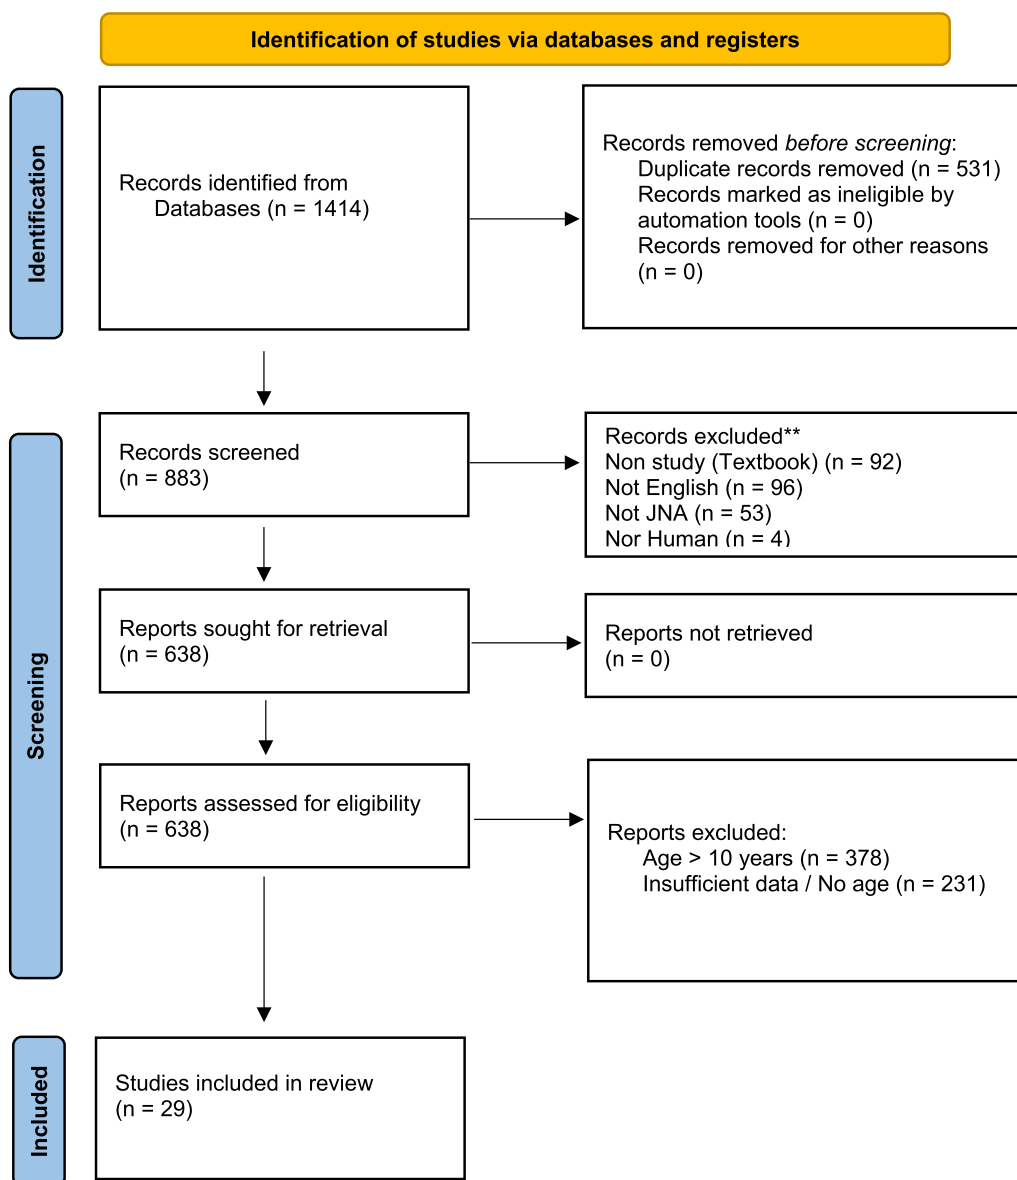 Identification of studies via databases and registers
Identification
Records identified from
Databases (n = 1414)
Records removed before screening:
Duplicate records removed (n = 531)
Records marked as ineligible by
automation tools (n = 0)
Records removed for other reasons
(n = 0)
Screening
Records screened
(n = 883)
Records excluded**
Non study (Textbook) (n = 92)
Not English (n = 96)
Not JNA (n = 53)
Nor Human (n = 4)
Reports sought for retrieval
(n = 638)
Reports not retrieved
(n = 0)
Reports assessed for eligibility
(n = 638)
Reports excluded:
Age > 10 years (n = 378)
Insufficient data / No age (n = 231)
Included
Studies included in review
(n = 29)